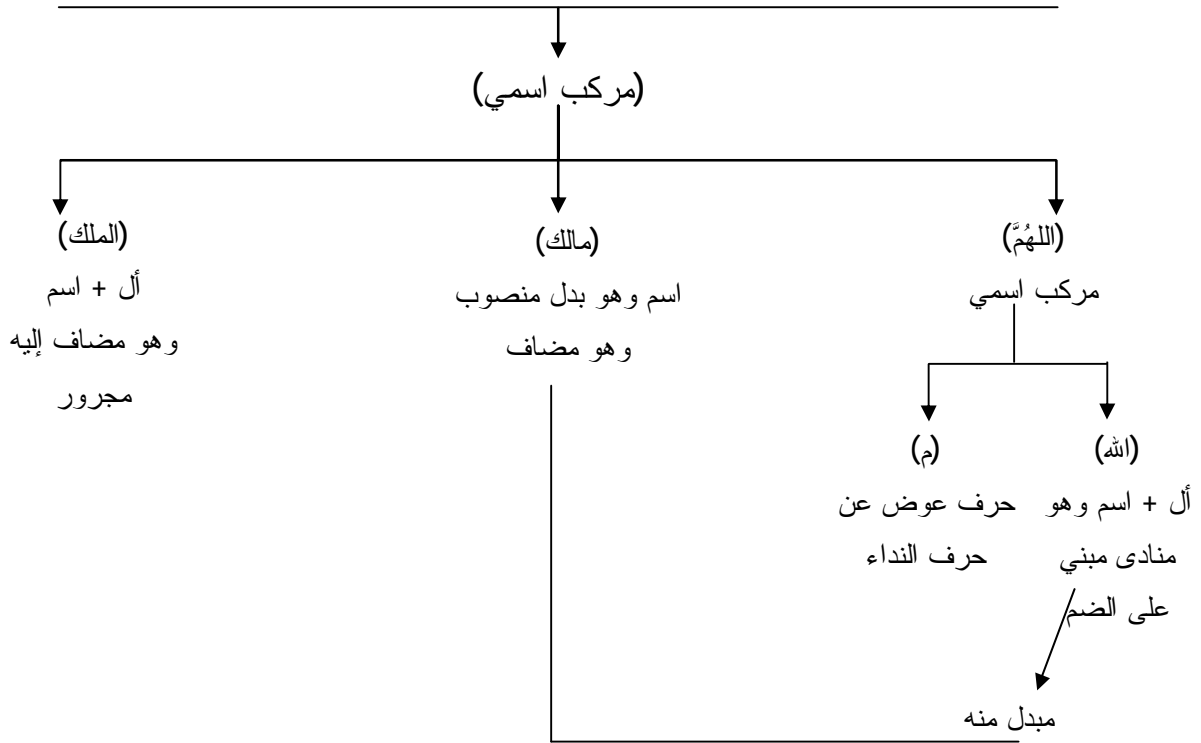 (مركب اسمي)
(اللهُمَّ)
مركب اسمي
(الله)
أل + اسم وهو
منادى مبني
على الضم
مبدل منه
(م)
حرف عوض عن
حرف النداء
(مالك)
اسم وهو بدل منصوب
وهو مضاف
(الملك)
أل + اسم
وهو مضاف إليه
مجرور